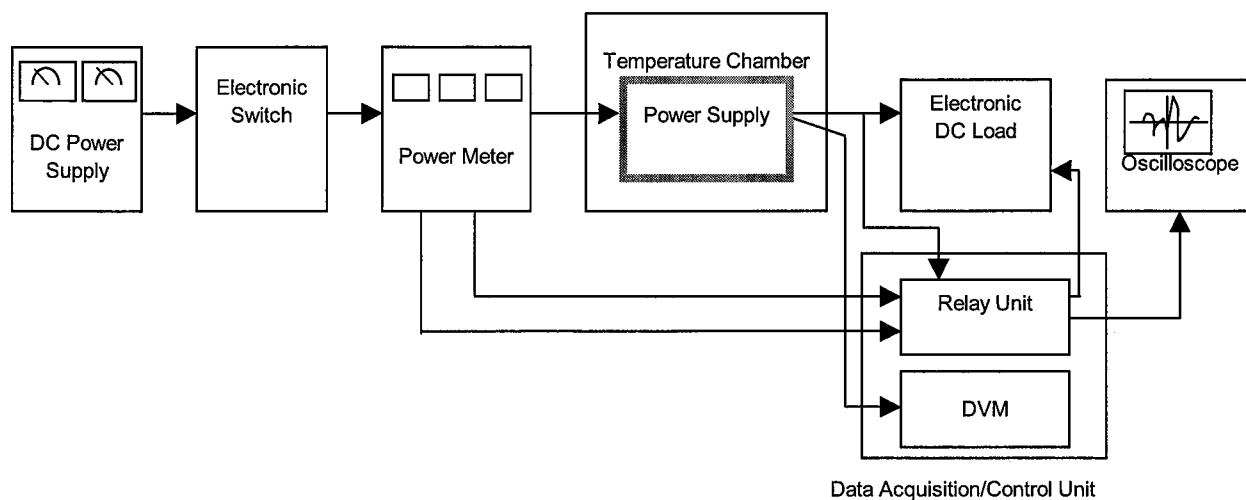 DC Power
Supply
Electronic
Switch
Power Meter
Temperature Chamber
Power Supply
Electronic
DC Load
Oscilloscope
Relay Unit
DVM
Data Acquisition/Control Unit